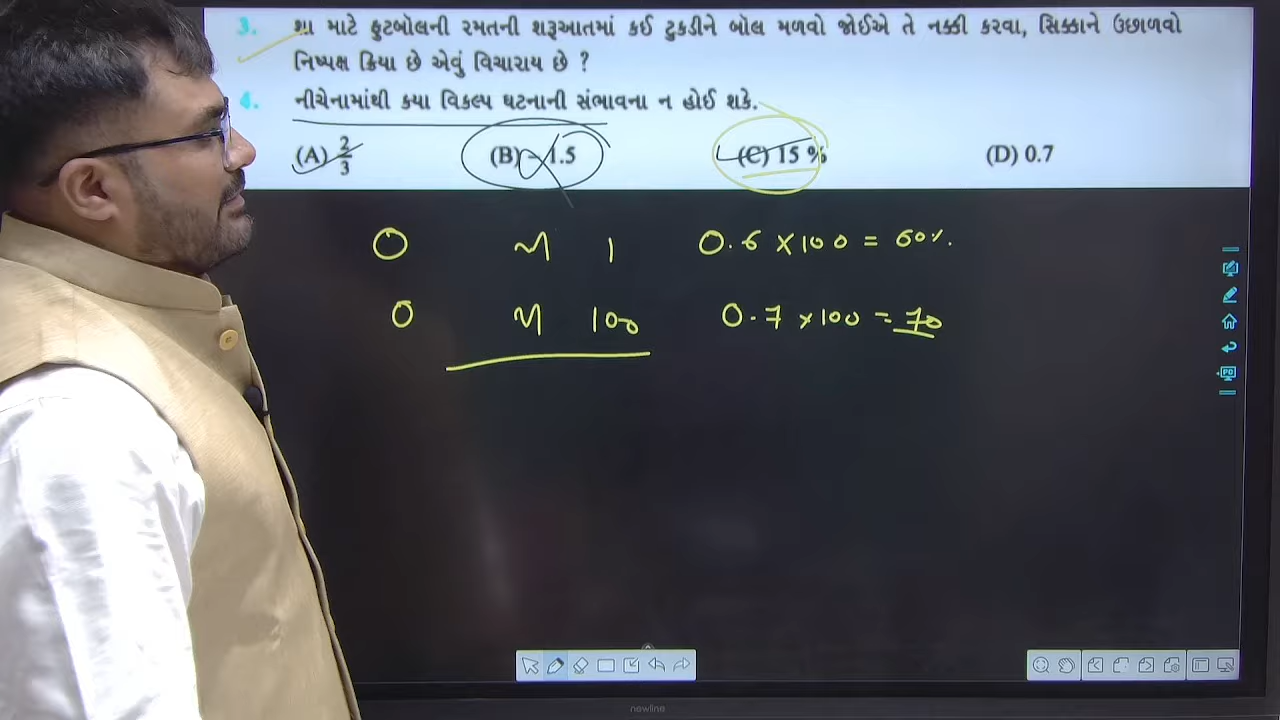 3. શા માટે ફુટબોલની રમતની શરૂઆતમાં કઈ ટુકડીને બોલ મળવો જોઈએ તે નક્કી કરવા, સિક્કાને ઉછાળવો
નિષ્પક્ષ ક્રિયા છે એવું વિચારાય છે ?
4. નીચેનામાંથી કયા વિકલ્પ ઘટનાની સંભાવના ન હોઈ શકે.
(A) 2/3 (B) –1.5 (C) 15 % (D) 0.7
0 ખ 1 0.6 × 100 = 60%.
0 ખ 100 0.7 × 100 = 70
newline